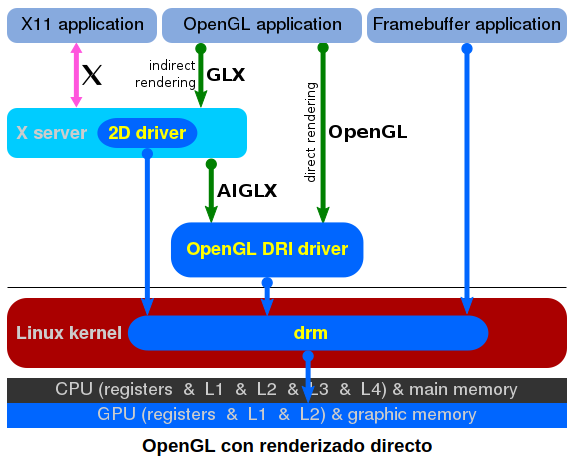 X11 application
OpenGL application
Framebuffer application
indirect
rendering
GLX
X
direct rendering
OpenGL
X server
2D driver
AIGLX
OpenGL DRI driver
Linux kernel
drm
CPU (registers & L1 & L2 & L3 & L4) & main memory
GPU (registers & L1 & L2) & graphic memory
OpenGL con renderizado directo